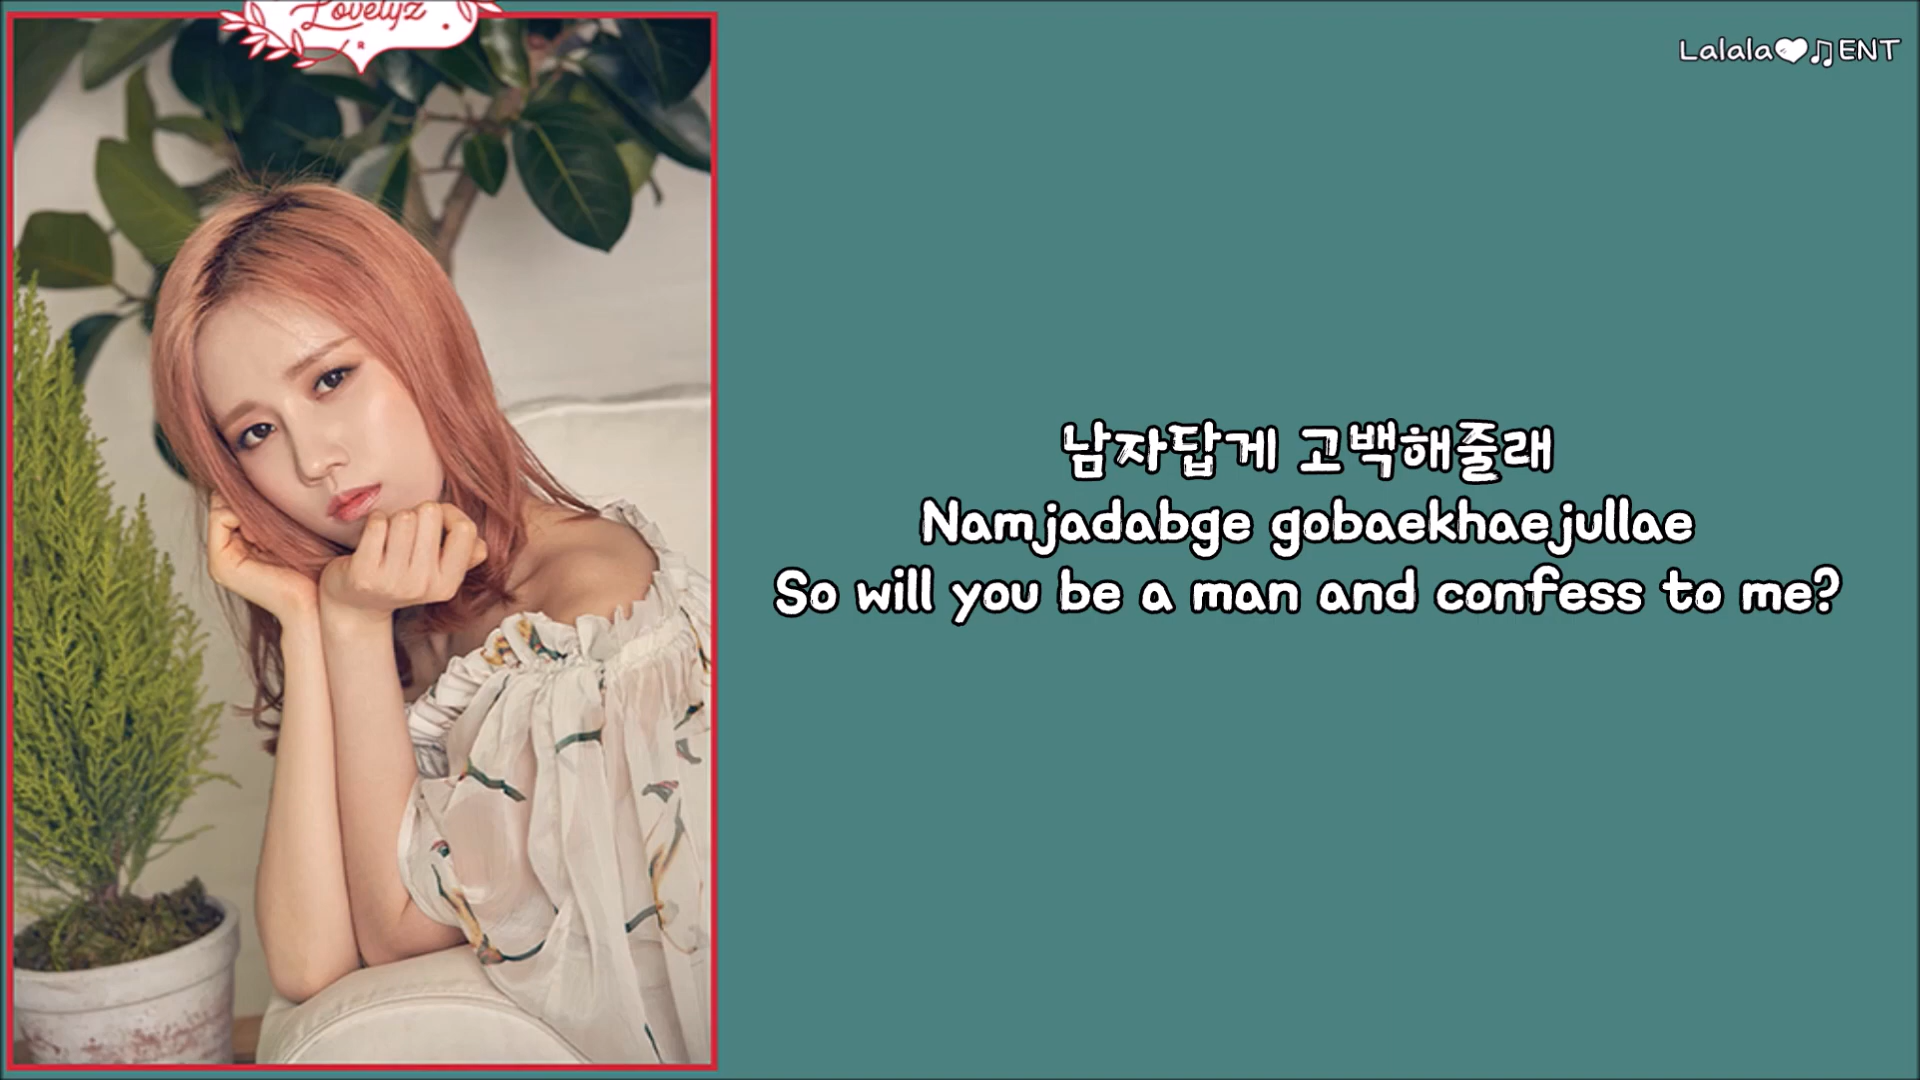 Lovelyz
R
Lalala🤍🎵ENT
남자답게 고백해줄래
Namjadabge gobaekhaejullae
So will you be a man and confess to me?